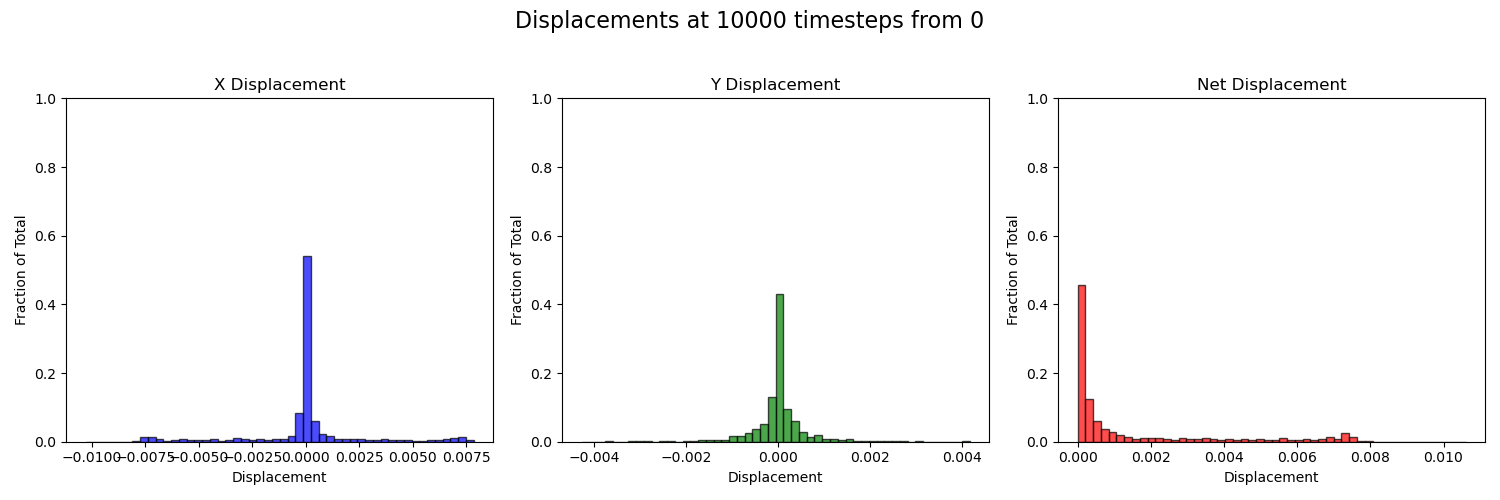 Displacements at 10000 timesteps from 0
X Displacement
Fraction of Total
1.0
0.8
0.6
0.4
0.2
0.0
−0.0100 −0.0075 −0.0050 −0.0025 0.0000 0.0025 0.0050 0.0075
Displacement
Y Displacement
Fraction of Total
1.0
0.8
0.6
0.4
0.2
0.0
−0.004 −0.002 0.000 0.002 0.004
Displacement
Net Displacement
Fraction of Total
1.0
0.8
0.6
0.4
0.2
0.0
0.000 0.002 0.004 0.006 0.008 0.010
Displacement